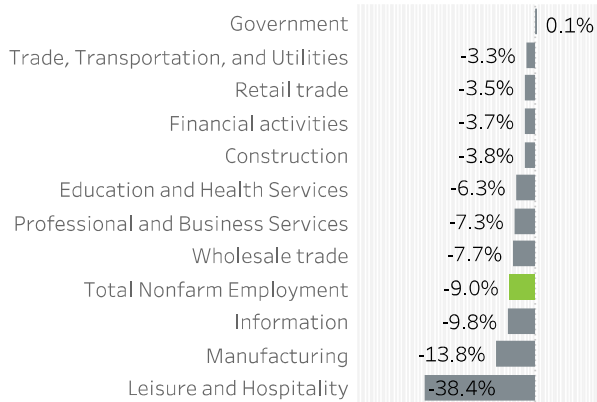 Government 0.1%
Trade, Transportation, and Utilities -3.3%
Retail trade -3.5%
Financial activities -3.7%
Construction -3.8%
Education and Health Services -6.3%
Professional and Business Services -7.3%
Wholesale trade -7.7%
Total Nonfarm Employment -9.0%
Information -9.8%
Manufacturing -13.8%
Leisure and Hospitality -38.4%